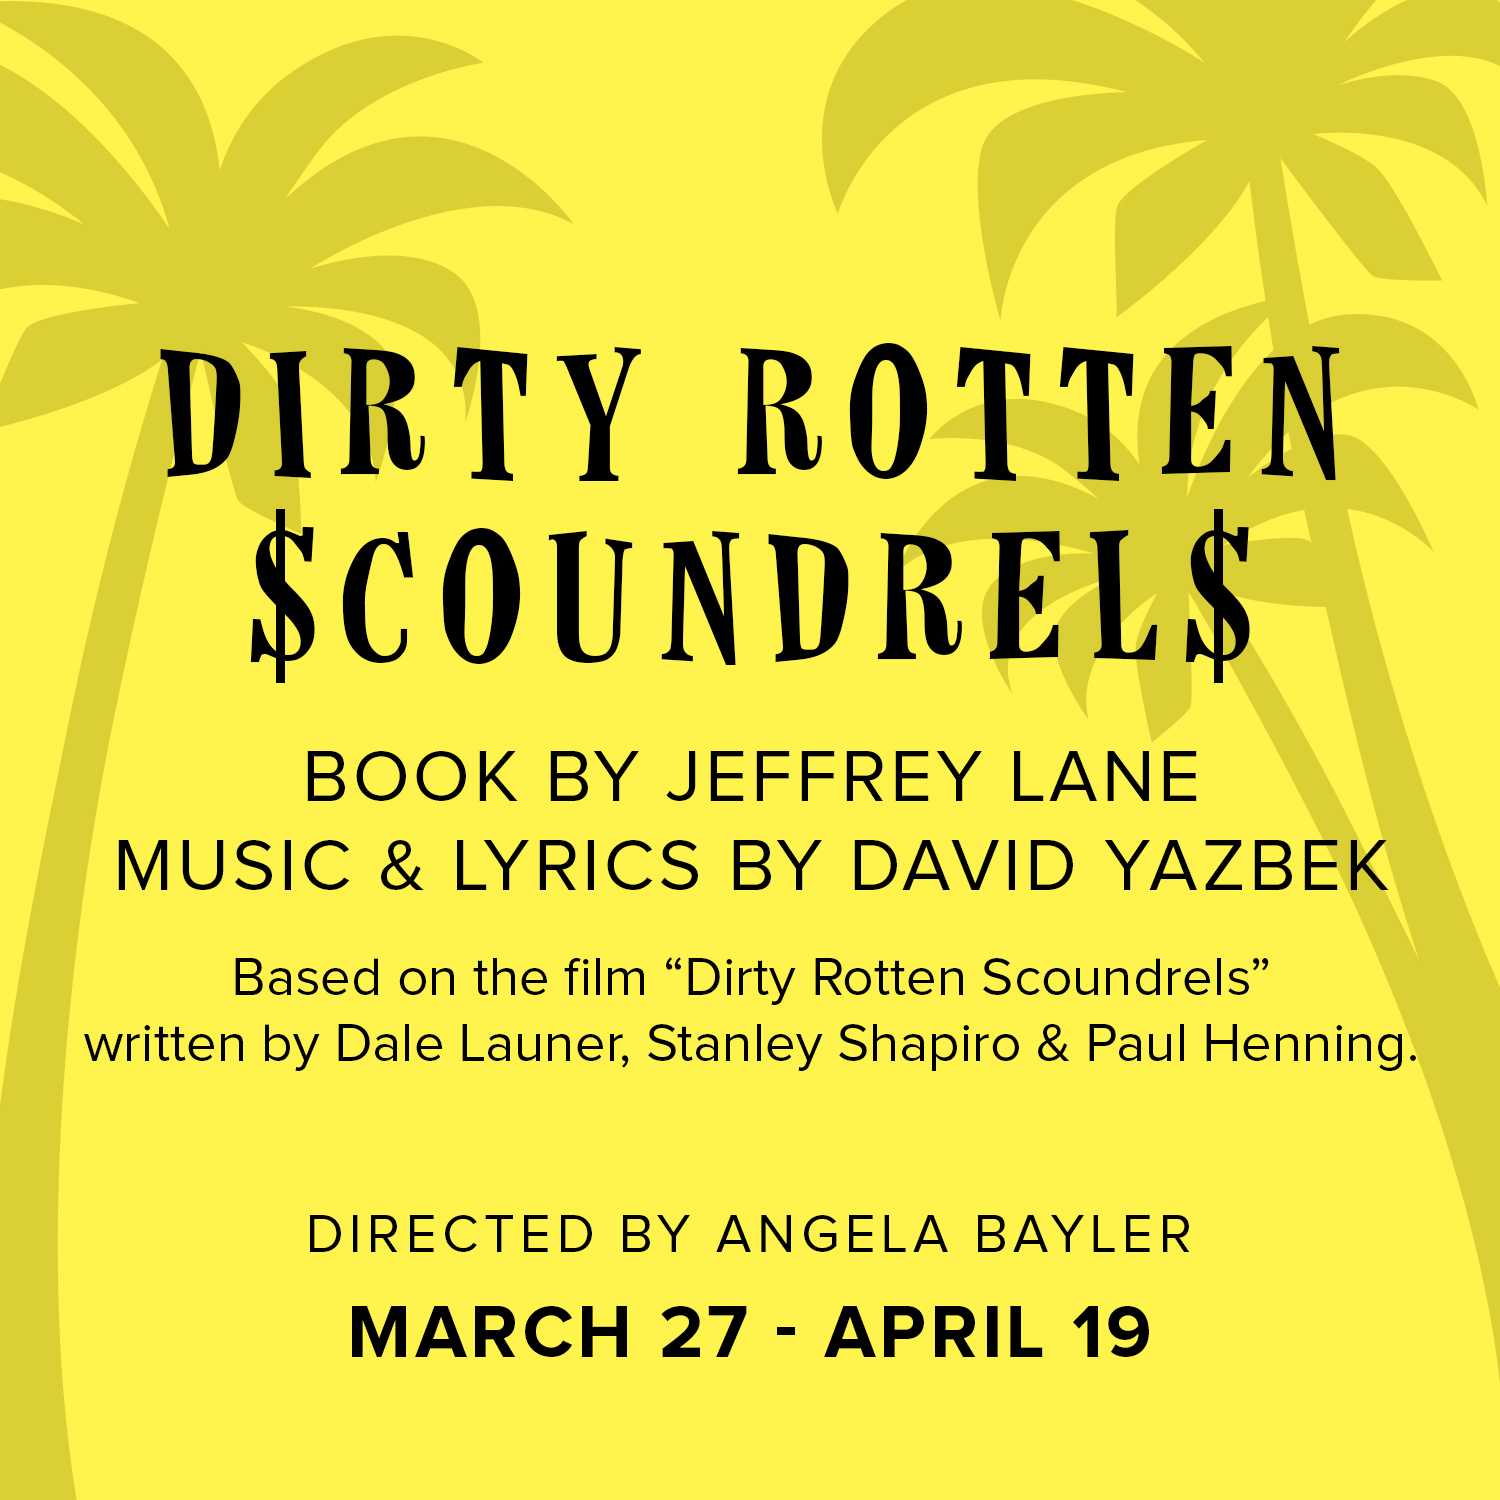 DIRTY ROTTEN
$COUNDREL$
BOOK BY JEFFREY LANE
MUSIC & LYRICS BY DAVID YAZBEK
Based on the film “Dirty Rotten Scoundrels”
written by Dale Launer, Stanley Shapiro & Paul Henning.
DIRECTED BY ANGELA BAYLER
MARCH 27 - APRIL 19